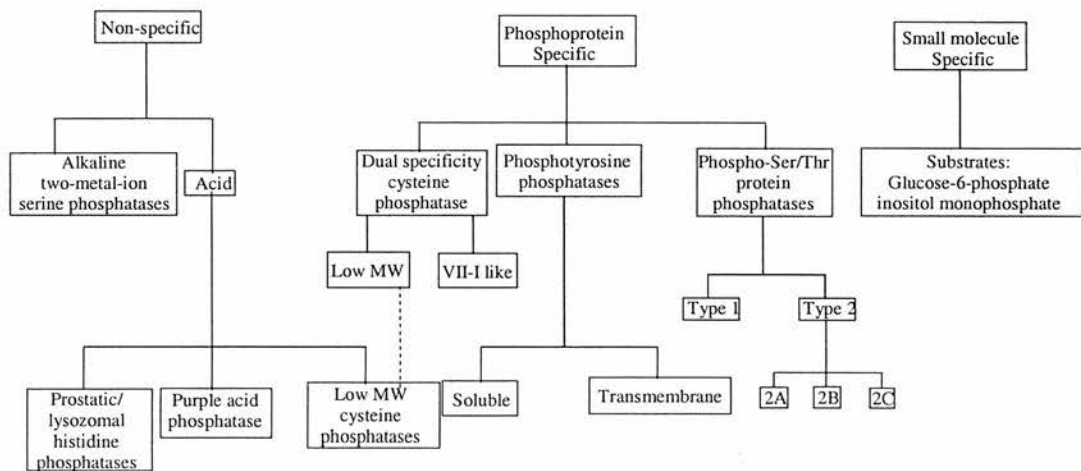 Non-specific
Phosphoprotein
Specific
Small molecule
Specific
Alkaline
two-metal-ion
serine phosphatases
Acid
Dual specificity
cysteine
phosphatase
Phosphotyrosine
phosphatases
Phospho-Ser/Thr
protein
phosphatases
Substrates:
Glucose-6-phosphate
inositol monophosphate
Low MW
VII-I like
Type 1
Type 2
Prostatic/
lysozomal
histidine
phosphatases
Purple acid
phosphatase
Low MW
cysteine
phosphatases
Soluble
Transmembrane
2A
2B
2C